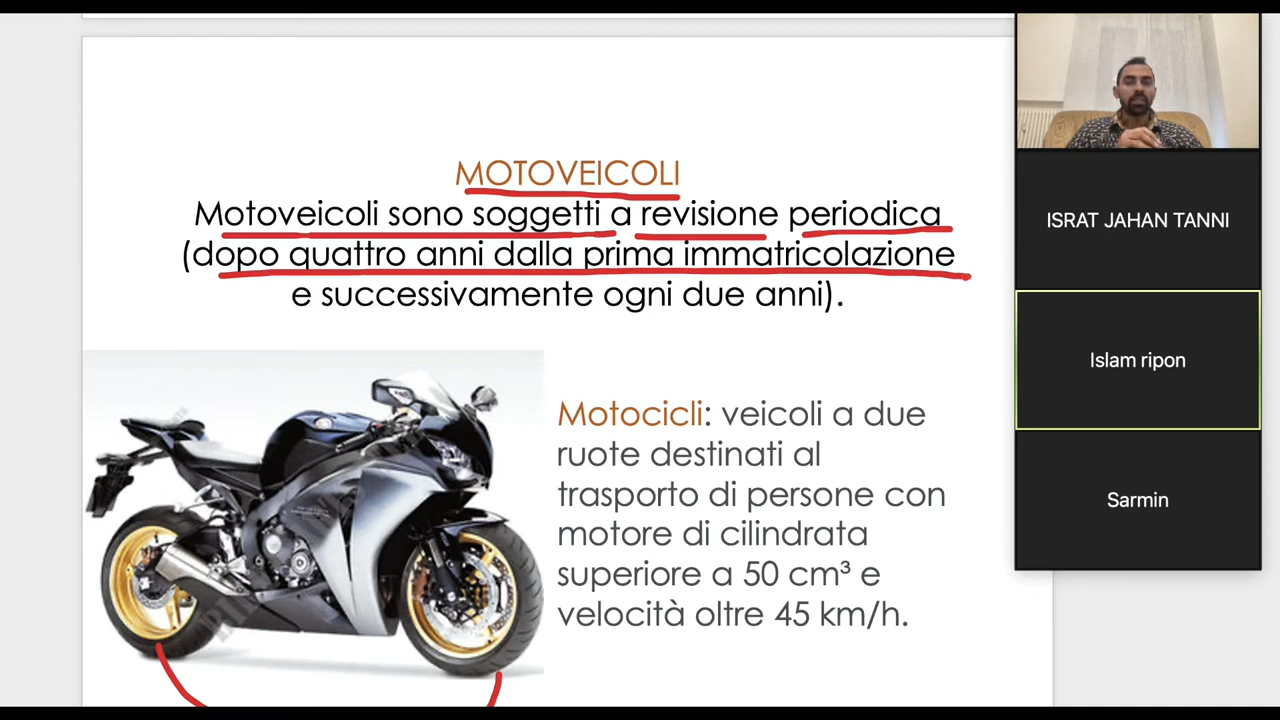 MOTOVEICOLI
Motoveicoli sono soggetti a revisione periodica
(dopo quattro anni dalla prima immatricolazione
e successivamente ogni due anni).
Motocicli: veicoli a due
ruote destinati al
trasporto di persone con
motore di cilindrata
superiore a 50 cm³ e
velocità oltre 45 km/h.
ISRAT JAHAN TANNI
Islam ripon
Sarmin